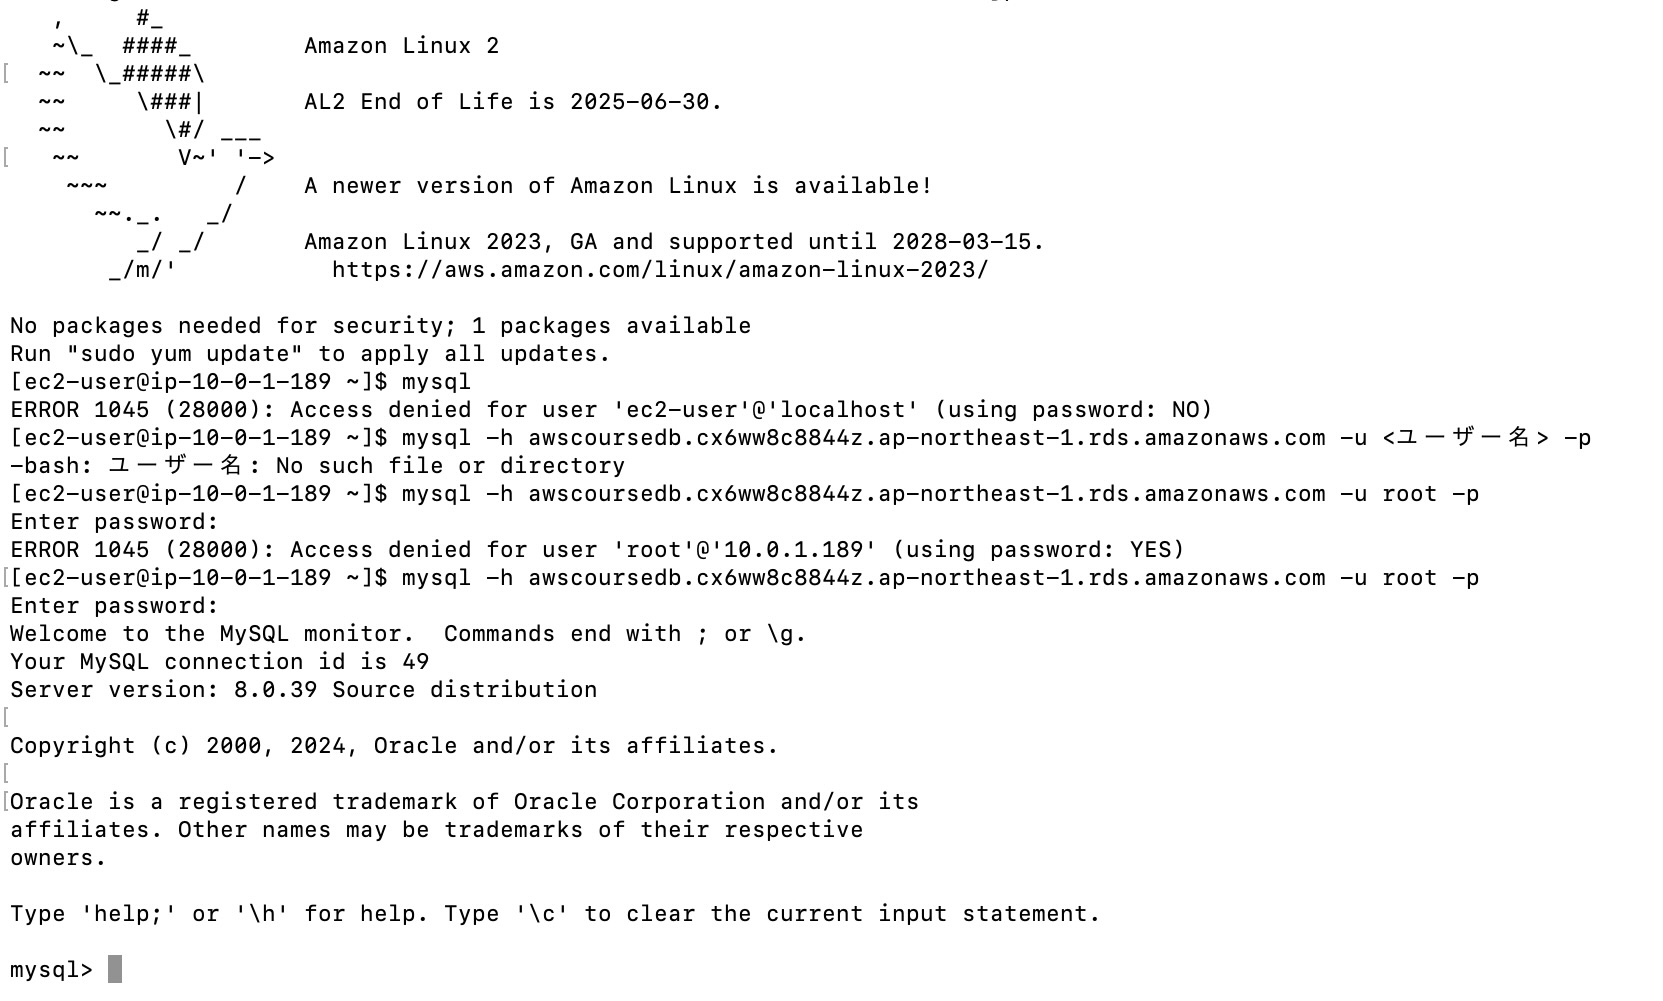 ,     #_
   ~\_  ####_        Amazon Linux 2
[  ~~  \_#####\
  ~~     \###|       AL2 End of Life is 2025-06-30.
  ~~       \#/ ___
[   ~~       V~' '->
    ~~~         /    A newer version of Amazon Linux is available!
      ~~._.   _/
         _/ _/       Amazon Linux 2023, GA and supported until 2028-03-15.
       _/m/'           https://aws.amazon.com/linux/amazon-linux-2023/
No packages needed for security; 1 packages available
Run "sudo yum update" to apply all updates.
[ec2-user@ip-10-0-1-189 ~]$ mysql
ERROR 1045 (28000): Access denied for user 'ec2-user'@'localhost' (using password: NO)
[ec2-user@ip-10-0-1-189 ~]$ mysql -h awscoursedb.cx6ww8c8844z.ap-northeast-1.rds.amazonaws.com -u <ユーザー名> -p
-bash: ユーザー名: No such file or directory
[ec2-user@ip-10-0-1-189 ~]$ mysql -h awscoursedb.cx6ww8c8844z.ap-northeast-1.rds.amazonaws.com -u root -p
Enter password:
ERROR 1045 (28000): Access denied for user 'root'@'10.0.1.189' (using password: YES)
[[ec2-user@ip-10-0-1-189 ~]$ mysql -h awscoursedb.cx6ww8c8844z.ap-northeast-1.rds.amazonaws.com -u root -p
Enter password:
Welcome to the MySQL monitor.  Commands end with ; or \g.
Your MySQL connection id is 49
Server version: 8.0.39 Source distribution
[
Copyright (c) 2000, 2024, Oracle and/or its affiliates.
[
[Oracle is a registered trademark of Oracle Corporation and/or its
affiliates. Other names may be trademarks of their respective
owners.
Type 'help;' or '\h' for help. Type '\c' to clear the current input statement.
mysql>